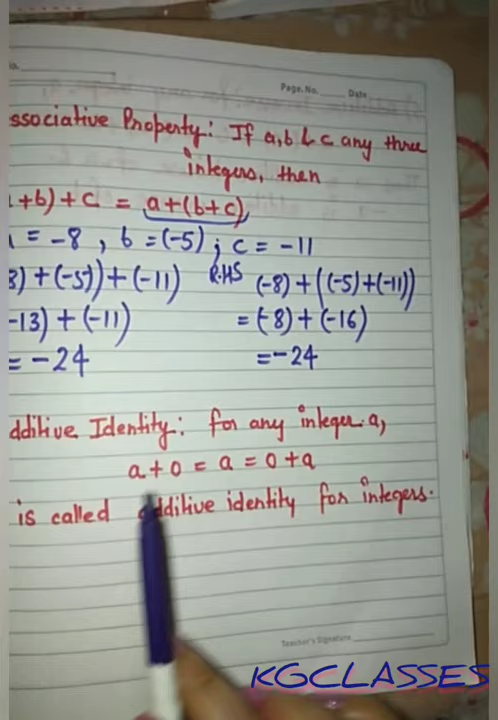 Page. No. Date
ssociative Property: If a, b & c any three
integers, then
+b)+c = a+(b+c)
= -8, b = (-5); c = -11
)+(-5))+(-11) R.HS (-8)+((-5)+(-11))
-13)+(-11) = (-8)+(-16)
= -24 = -24
dditive Identity: for any integer a,
a+0 = a = 0+a
is called additive identity for integers.
Teacher's Signature
KGCLASSES